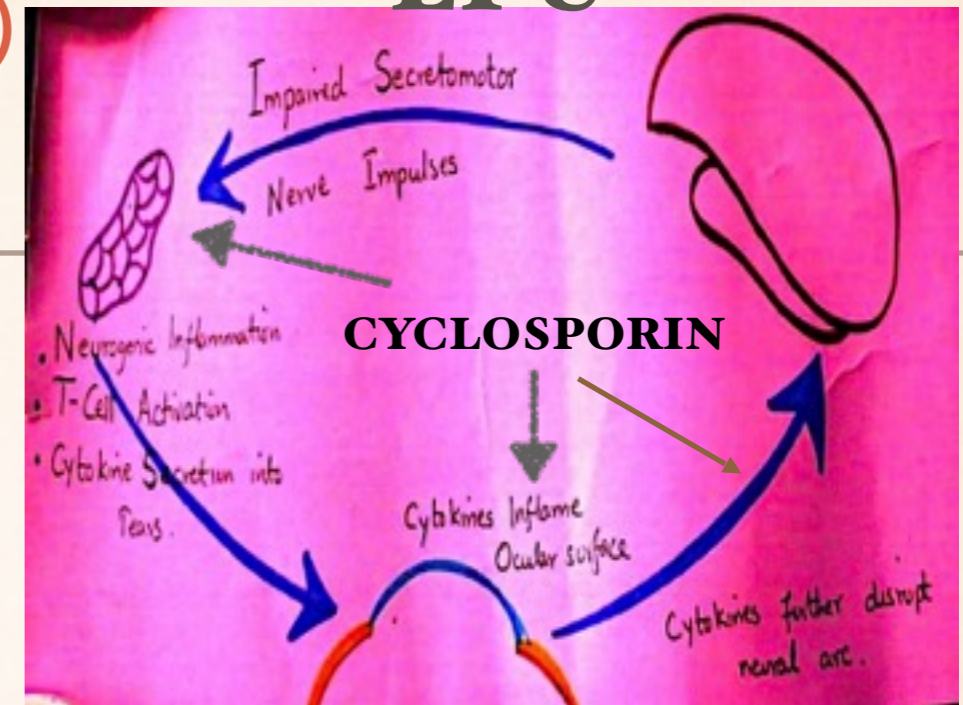 Impaired Secretomotor
Nerve Impulses
CYCLOSPORIN
• Neurogenic Inflammation
• T-Cell Activation
• Cytokine Secretion into
Tears.
Cytokines Inflame
Ocular surface
Cytokines further disrupt
neural arc.